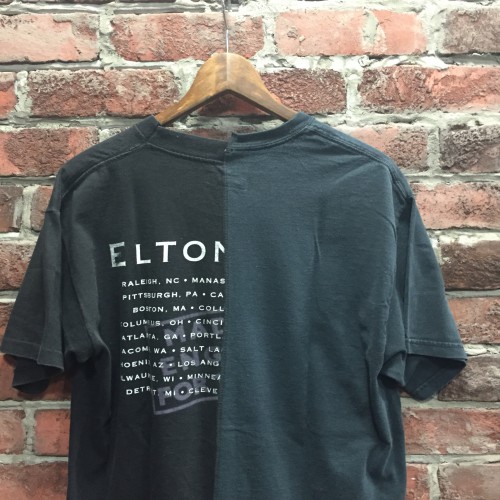 ELTON
RALEIGH, NC • MANAS
PITTSBURGH, PA • CA
BOSTON, MA • COLL
OLUMBUS, OH • CINCI
ATLANTA, GA • PORTL
ACOMA, WA • SALT LA
HOENIX, AZ • LOS ANG
LWAUKEE, WI • MINNEA
DETROIT, MI • CLEVE